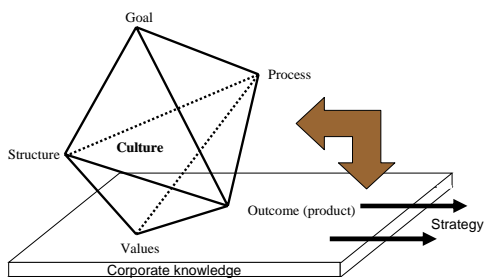 Goal
Process
Culture
Structure
Outcome (product)
Strategy
Values
Corporate knowledge